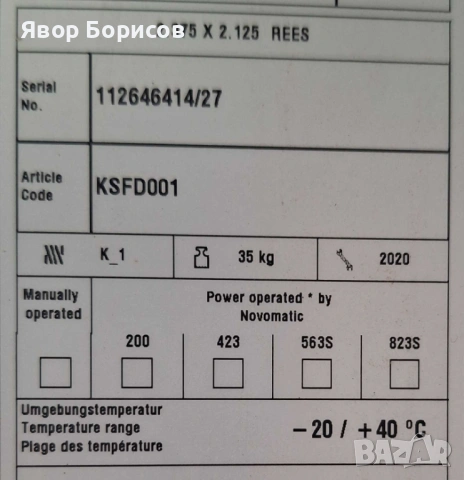 Явор Борисов
X 2.125 REES
Serial No.
112646414/27
Article Code
KSFD001
K_1
35 kg
2020
Manually operated
Power operated * by Novomatic
200 423 563S 823S
Umgebungstemperatur
Temperature range
Plage des température
– 20 / + 40 °C
bazar